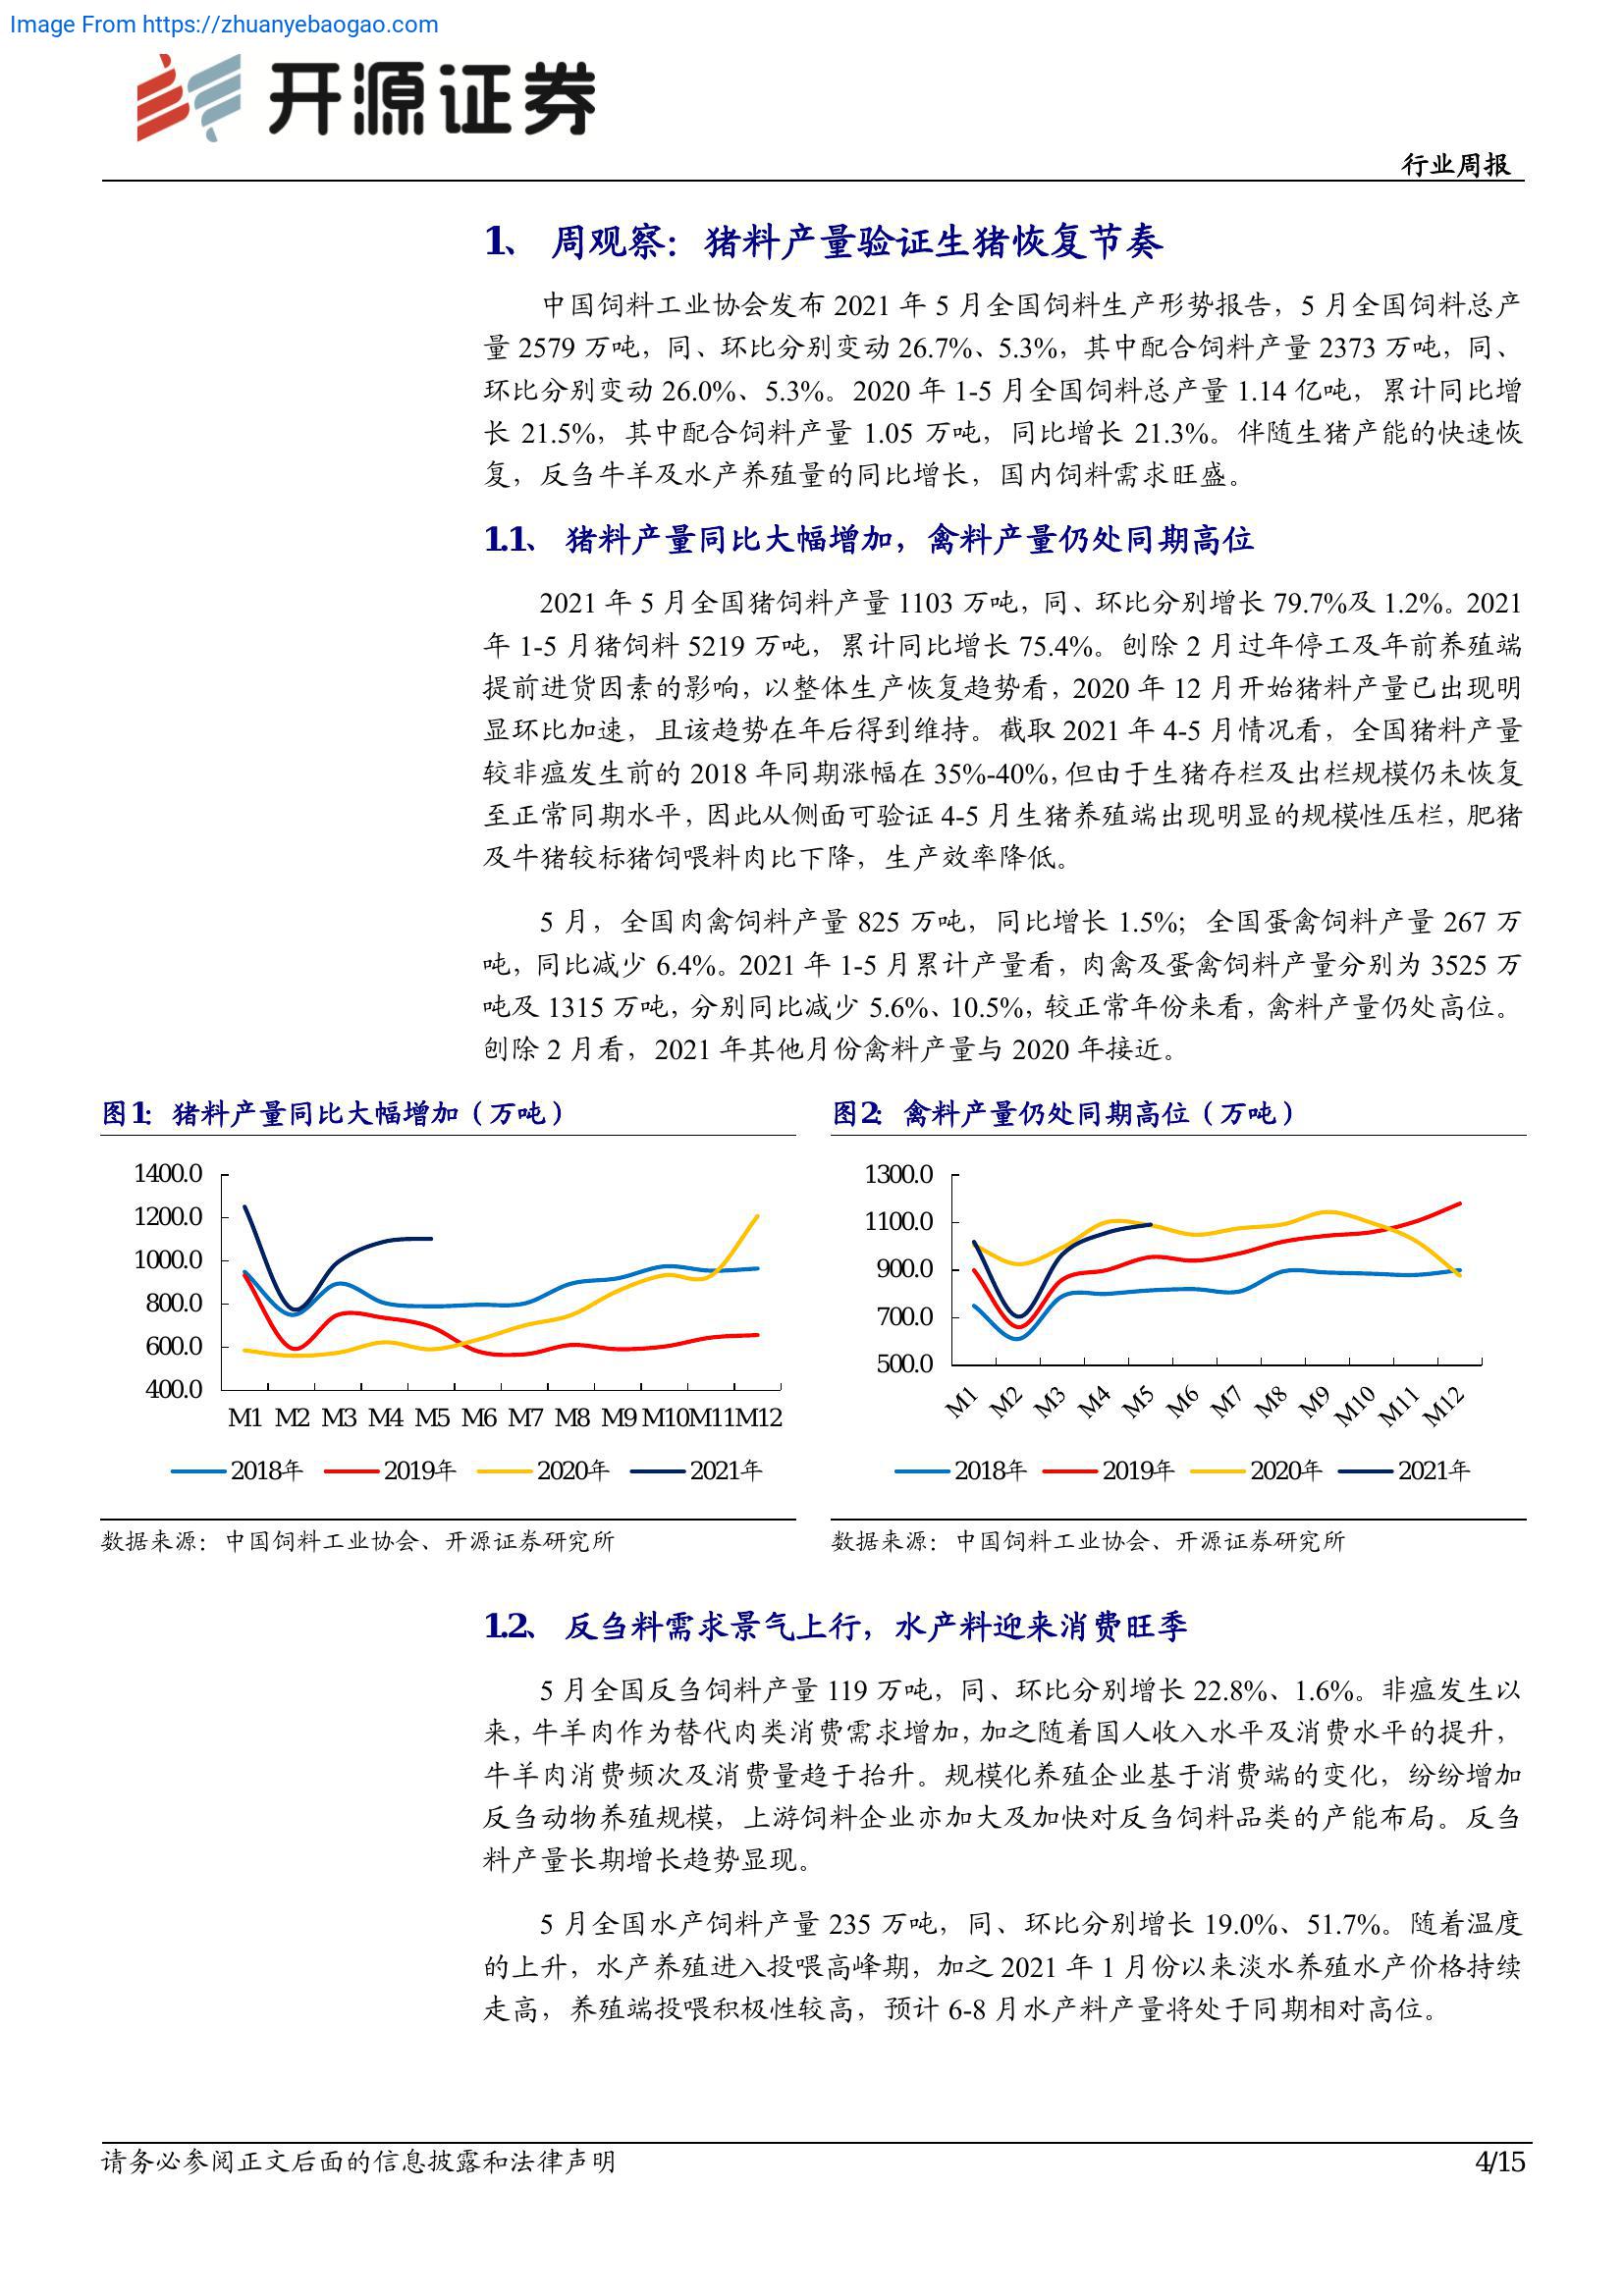 Image From https://zhuanyebaogao.com
开源证券
行业周报
1、 周观察：猪料产量验证生猪恢复节奏
中国饲料工业协会发布 2021 年 5 月全国饲料生产形势报告，5 月全国饲料总产
量 2579 万吨，同、环比分别变动 26.7%、5.3%，其中配合饲料产量 2373 万吨，同、
环比分别变动 26.0%、5.3%。2020 年 1-5 月全国饲料总产量 1.14 亿吨，累计同比增
长 21.5%，其中配合饲料产量 1.05 万吨，同比增长 21.3%。伴随生猪产能的快速恢
复，反刍牛羊及水产养殖量的同比增长，国内饲料需求旺盛。
1.1、 猪料产量同比大幅增加，禽料产量仍处同期高位
2021 年 5 月全国猪饲料产量 1103 万吨，同、环比分别增长 79.7%及 1.2%。2021
年 1-5 月猪饲料 5219 万吨，累计同比增长 75.4%。刨除 2 月过年停工及年前养殖端
提前进货因素的影响，以整体生产恢复趋势看，2020 年 12 月开始猪料产量已出现明
显环比加速，且该趋势在年后得到维持。截取 2021 年 4-5 月情况看，全国猪料产量
较非瘟发生前的 2018 年同期涨幅在 35%-40%，但由于生猪存栏及出栏规模仍未恢复
至正常同期水平，因此从侧面可验证 4-5 月生猪养殖端出现明显的规模性压栏，肥猪
及牛猪较标猪饲喂料肉比下降，生产效率降低。
5 月，全国肉禽饲料产量 825 万吨，同比增长 1.5%；全国蛋禽饲料产量 267 万
吨，同比减少 6.4%。2021 年 1-5 月累计产量看，肉禽及蛋禽饲料产量分别为 3525 万
吨及 1315 万吨，分别同比减少 5.6%、10.5%，较正常年份来看，禽料产量仍处高位。
刨除 2 月看，2021 年其他月份禽料产量与 2020 年接近。
图1：猪料产量同比大幅增加（万吨）
1400.0
1200.0
1000.0
800.0
600.0
400.0
M1 M2 M3 M4 M5 M6 M7 M8 M9 M10 M11 M12
2018年 2019年 2020年 2021年
数据来源：中国饲料工业协会、开源证券研究所
图2：禽料产量仍处同期高位（万吨）
1300.0
1100.0
900.0
700.0
500.0
M1 M2 M3 M4 M5 M6 M7 M8 M9 M10 M11 M12
2018年 2019年 2020年 2021年
数据来源：中国饲料工业协会、开源证券研究所
1.2、 反刍料需求景气上行，水产料迎来消费旺季
5 月全国反刍饲料产量 119 万吨，同、环比分别增长 22.8%、1.6%。非瘟发生以
来，牛羊肉作为替代肉类消费需求增加，加之随着国人收入水平及消费水平的提升，
牛羊肉消费频次及消费量趋于抬升。规模化养殖企业基于消费端的变化，纷纷增加
反刍动物养殖规模，上游饲料企业亦加大及加快对反刍饲料品类的产能布局。反刍
料产量长期增长趋势显现。
5 月全国水产饲料产量 235 万吨，同、环比分别增长 19.0%、51.7%。随着温度
的上升，水产养殖进入投喂高峰期，加之 2021 年 1 月份以来淡水养殖水产价格持续
走高，养殖端投喂积极性较高，预计 6-8 月水产料产量将处于同期相对高位。
请务必参阅正文后面的信息披露和法律声明
4/15